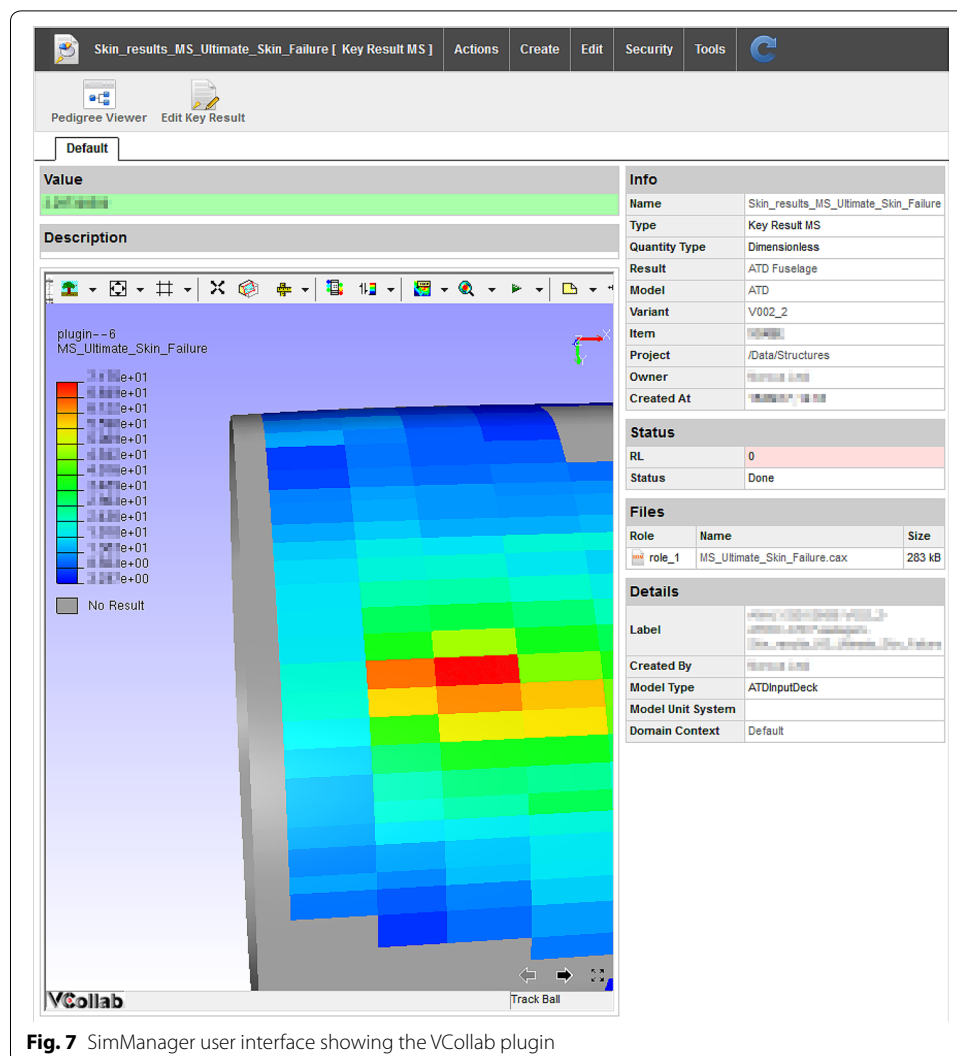 Skin_results_MS_Ultimate_Skin_Failure [ Key Result MS ] Actions Create Edit Security Tools
Pedigree Viewer Edit Key Result
Default
Value
Description
plugin--6
MS_Ultimate_Skin_Failure
e+01
e+01
e+01
e+01
e+01
e+01
e+01
e+01
e+01
e+01
e+01
e+01
e+00
e+00
No Result
X
Y
VCollab
Track Ball
Info
Name Skin_results_MS_Ultimate_Skin_Failure
Type Key Result MS
Quantity Type Dimensionless
Result ATD Fuselage
Model ATD
Variant V002_2
Item
Project /Data/Structures
Owner
Created At
Status
RL 0
Status Done
Files
Role Name Size
role_1 MS_Ultimate_Skin_Failure.cax 283 kB
Details
Label
Created By
Model Type ATDInputDeck
Model Unit System
Domain Context Default
Fig. 7 SimManager user interface showing the VCollab plugin